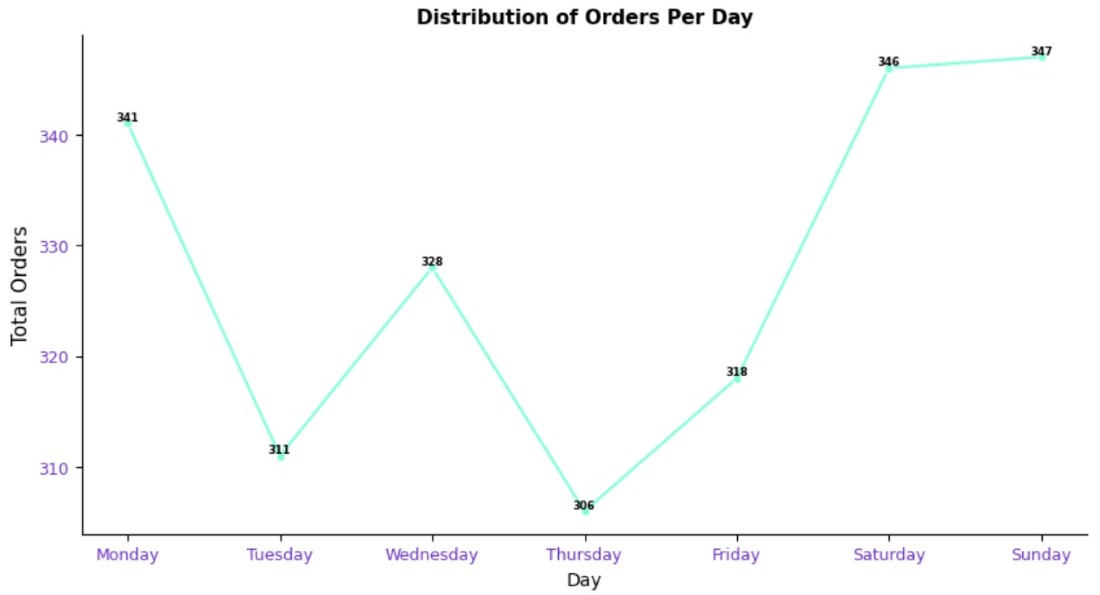 Distribution of Orders Per Day
Total Orders
340
330
320
310
341
311
328
306
318
346
347
Monday Tuesday Wednesday Thursday Friday Saturday Sunday
Day